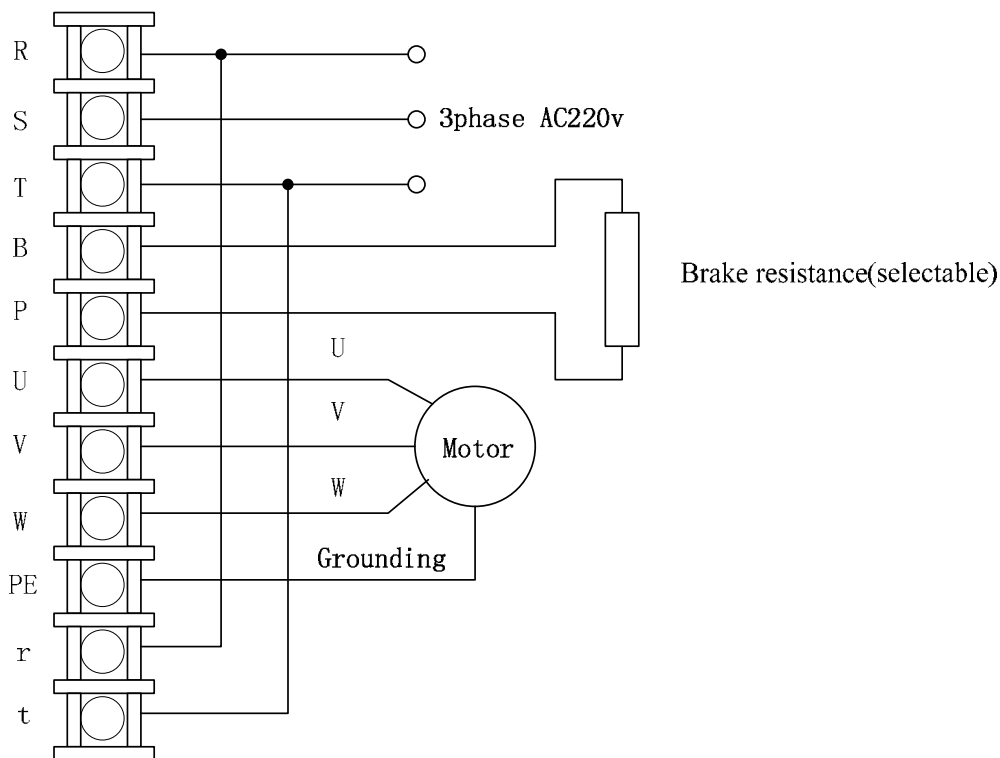 R
S
3phase AC220v
T
B
Brake resistance(selectable)
P
U
U
V
V
Motor
W
W
Grounding
PE
r
t